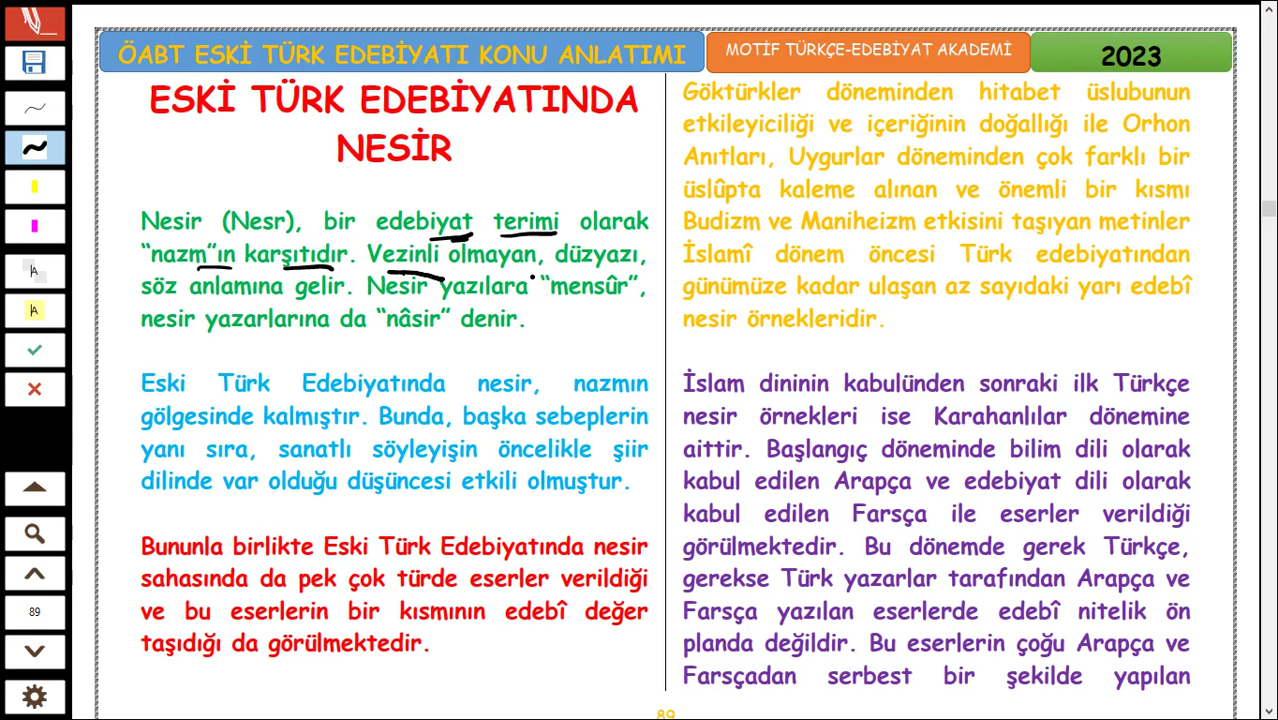 ÖABT ESKİ TÜRK EDEBİYATI KONU ANLATIMI
MOTİF TÜRKÇE-EDEBİYAT AKADEMİ
2023
ESKİ TÜRK EDEBİYATINDA
NESİR
Nesir (Nesr), bir edebiyat terimi olarak
“nazm”ın karşıtıdır. Vezinli olmayan, düzyazı,
söz anlamına gelir. Nesir yazılara “mensûr”,
nesir yazarlarına da “nâsir” denir.
Eski Türk Edebiyatında nesir, nazmın
gölgesinde kalmıştır. Bunda, başka sebeplerin
yanı sıra, sanatlı söyleyişin öncelikle şiir
dilinde var olduğu düşüncesi etkili olmuştur.
Bununla birlikte Eski Türk Edebiyatında nesir
sahasında da pek çok türde eserler verildiği
ve bu eserlerin bir kısmının edebî değer
taşıdığı da görülmektedir.
Göktürkler döneminden hitabet üslubunun
etkileyiciliği ve içeriğinin doğallığı ile Orhon
Anıtları, Uygurlar döneminden çok farklı bir
üslûpta kaleme alınan ve önemli bir kısmı
Budizm ve Maniheizm etkisini taşıyan metinler
İslamî dönem öncesi Türk edebiyatından
günümüze kadar ulaşan az sayıdaki yarı edebî
nesir örnekleridir.
İslam dininin kabulünden sonraki ilk Türkçe
nesir örnekleri ise Karahanlılar dönemine
aittir. Başlangıç döneminde bilim dili olarak
kabul edilen Arapça ve edebiyat dili olarak
kabul edilen Farsça ile eserler verildiği
görülmektedir. Bu dönemde gerek Türkçe,
gerekse Türk yazarlar tarafından Arapça ve
Farsça yazılan eserlerde edebî nitelik ön
planda değildir. Bu eserlerin çoğu Arapça ve
Farsçadan serbest bir şekilde yapılan
89
89